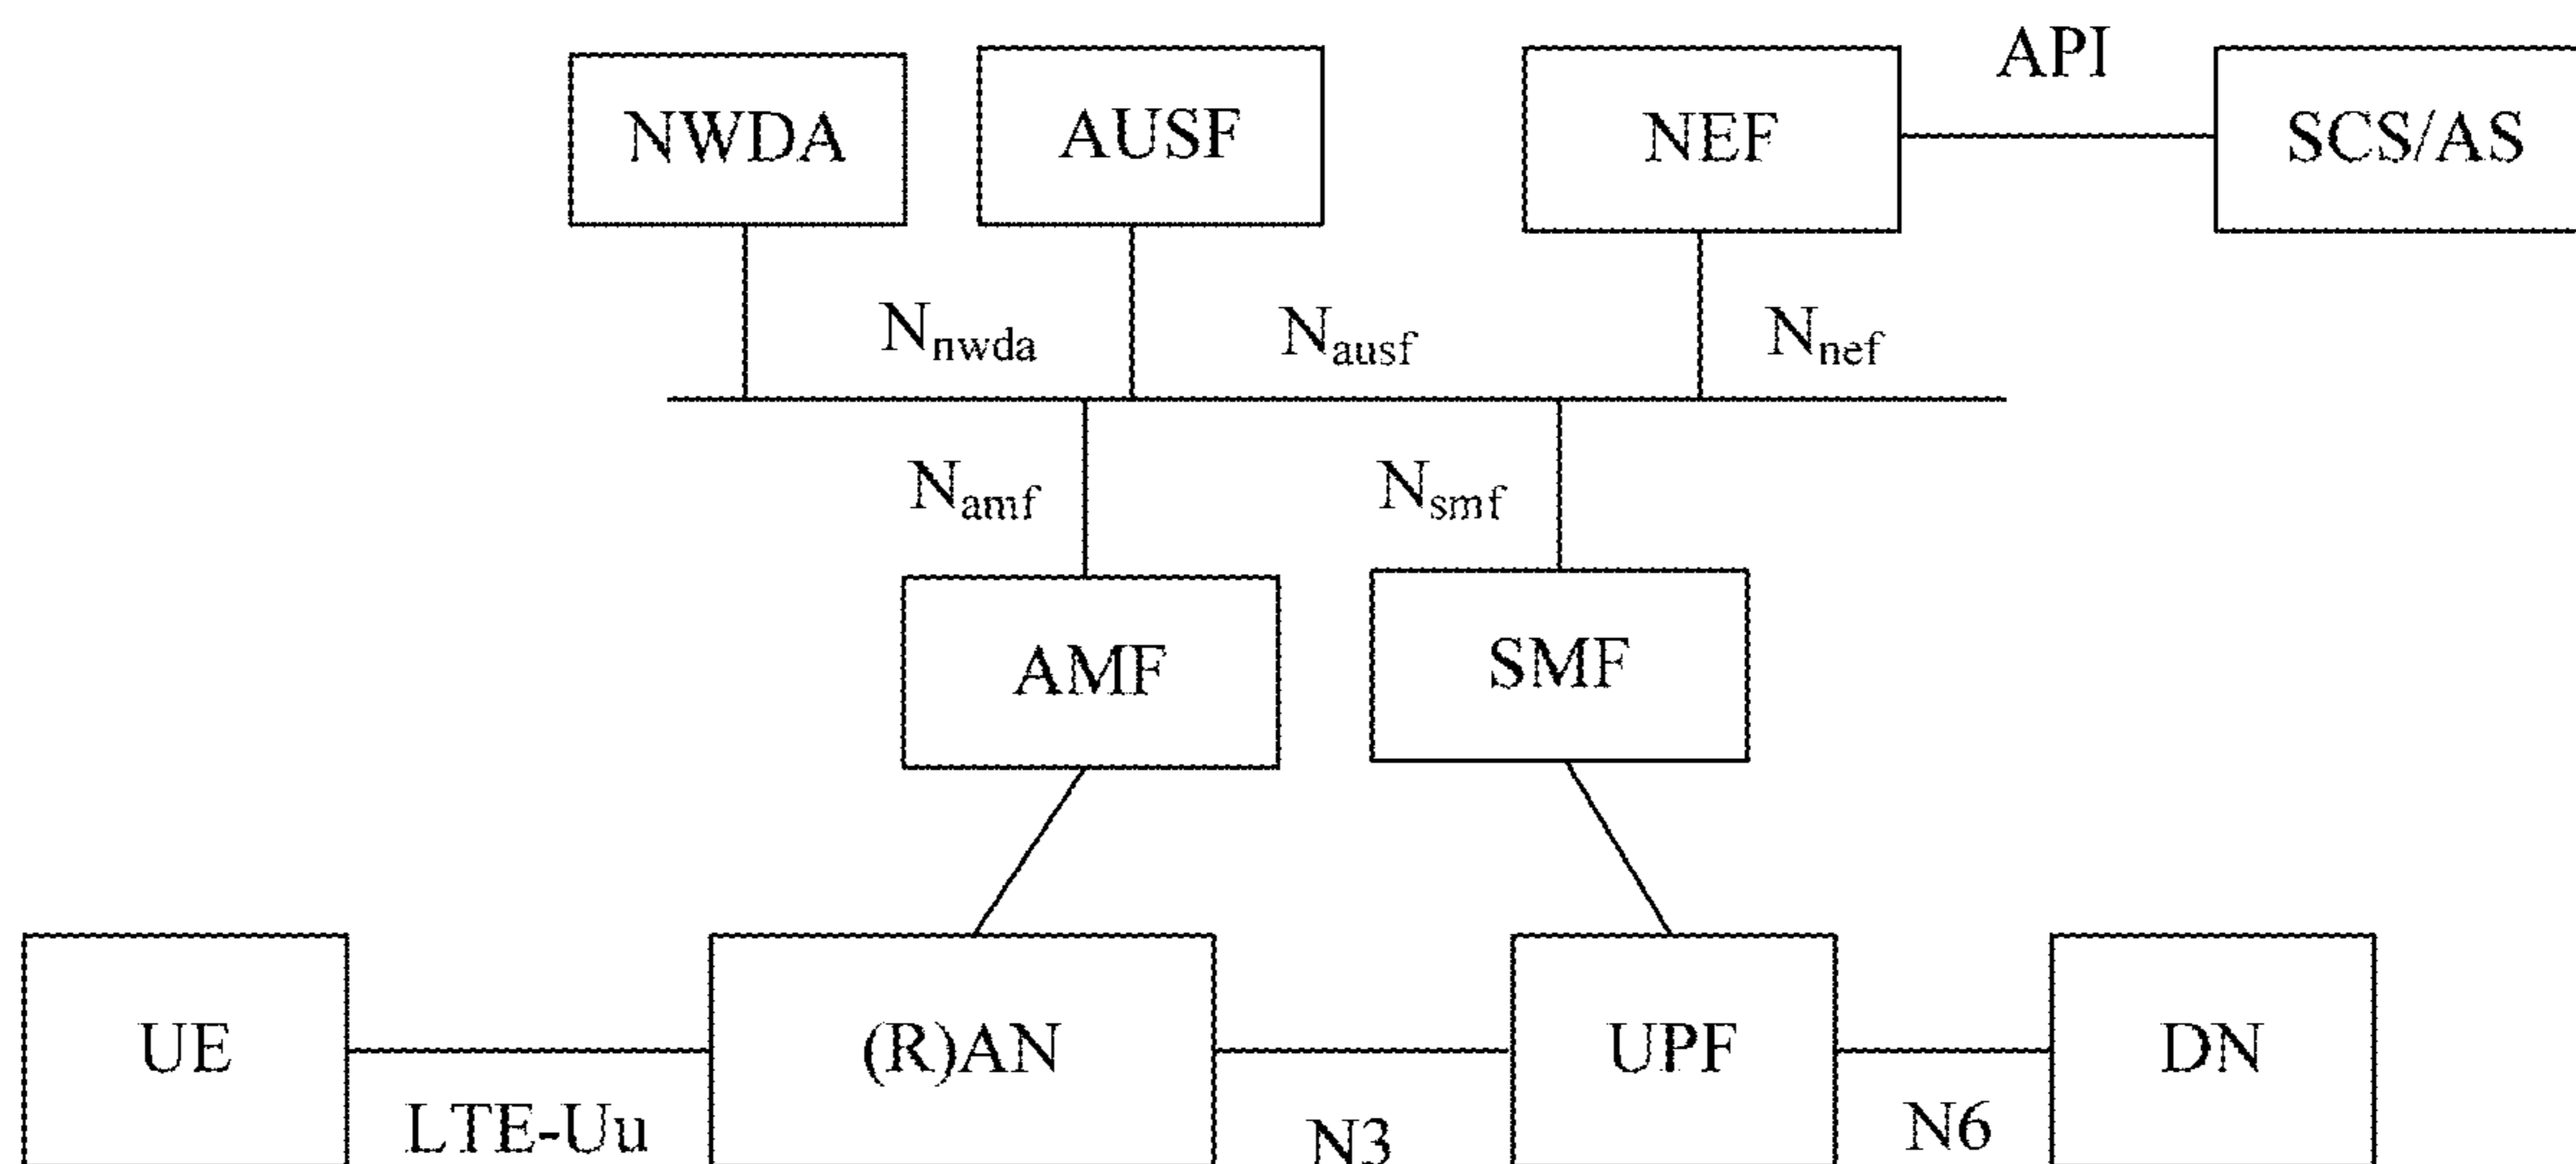 API
NWDA AUSF NEF SCS/AS
Nnwda Nausf Nnef
Namf Nsmf
AMF SMF
UE (R)AN UPF DN
LTE-Uu N3 N6